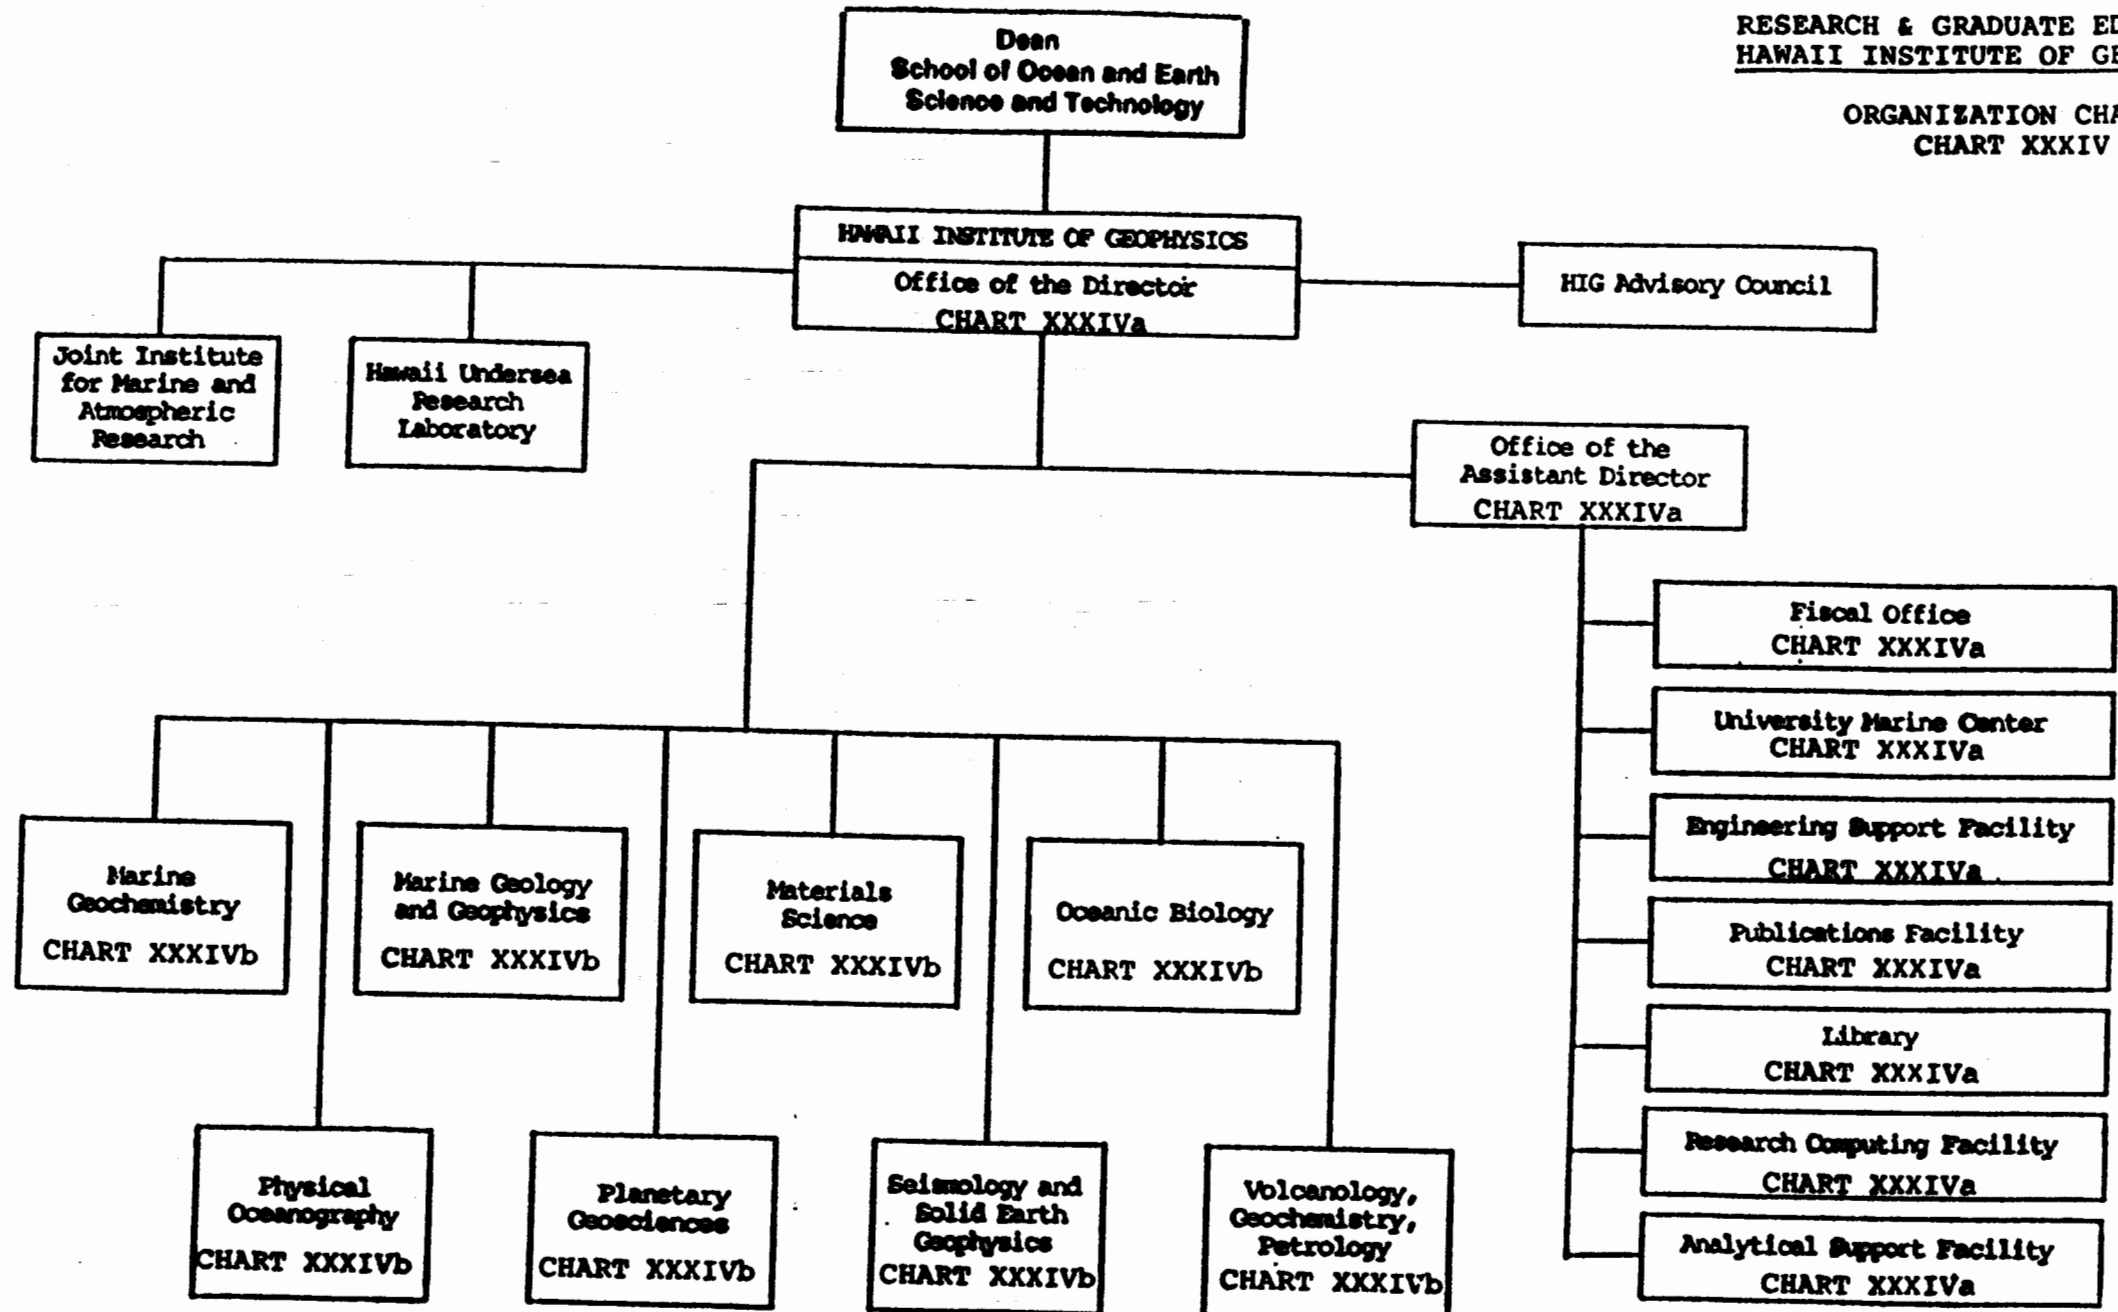 RESEARCH & GRADUATE ED
HAWAII INSTITUTE OF GE
ORGANIZATION CHA
CHART XXXIV
Dean
School of Ocean and Earth
Science and Technology
HAWAII INSTITUTE OF GEOPHYSICS
Office of the Director
CHART XXXIVa
HIG Advisory Council
Joint Institute
for Marine and
Atmospheric
Research
Hawaii Undersea
Research
Laboratory
Office of the
Assistant Director
CHART XXXIVa
Fiscal Office
CHART XXXIVa
University Marine Center
CHART XXXIVa
Engineering Support Facility
CHART XXXIVa
Publications Facility
CHART XXXIVa
Library
CHART XXXIVa
Research Computing Facility
CHART XXXIVa
Analytical Support Facility
CHART XXXIVa
Marine
Geochemistry
CHART XXXIVb
Marine Geology
and Geophysics
CHART XXXIVb
Materials
Science
CHART XXXIVb
Oceanic Biology
CHART XXXIVb
Physical
Oceanography
CHART XXXIVb
Planetary
Geosciences
CHART XXXIVb
Seismology and
Solid Earth
Geophysics
CHART XXXIVb
Volcanology,
Geochemistry,
Petrology
CHART XXXIVb